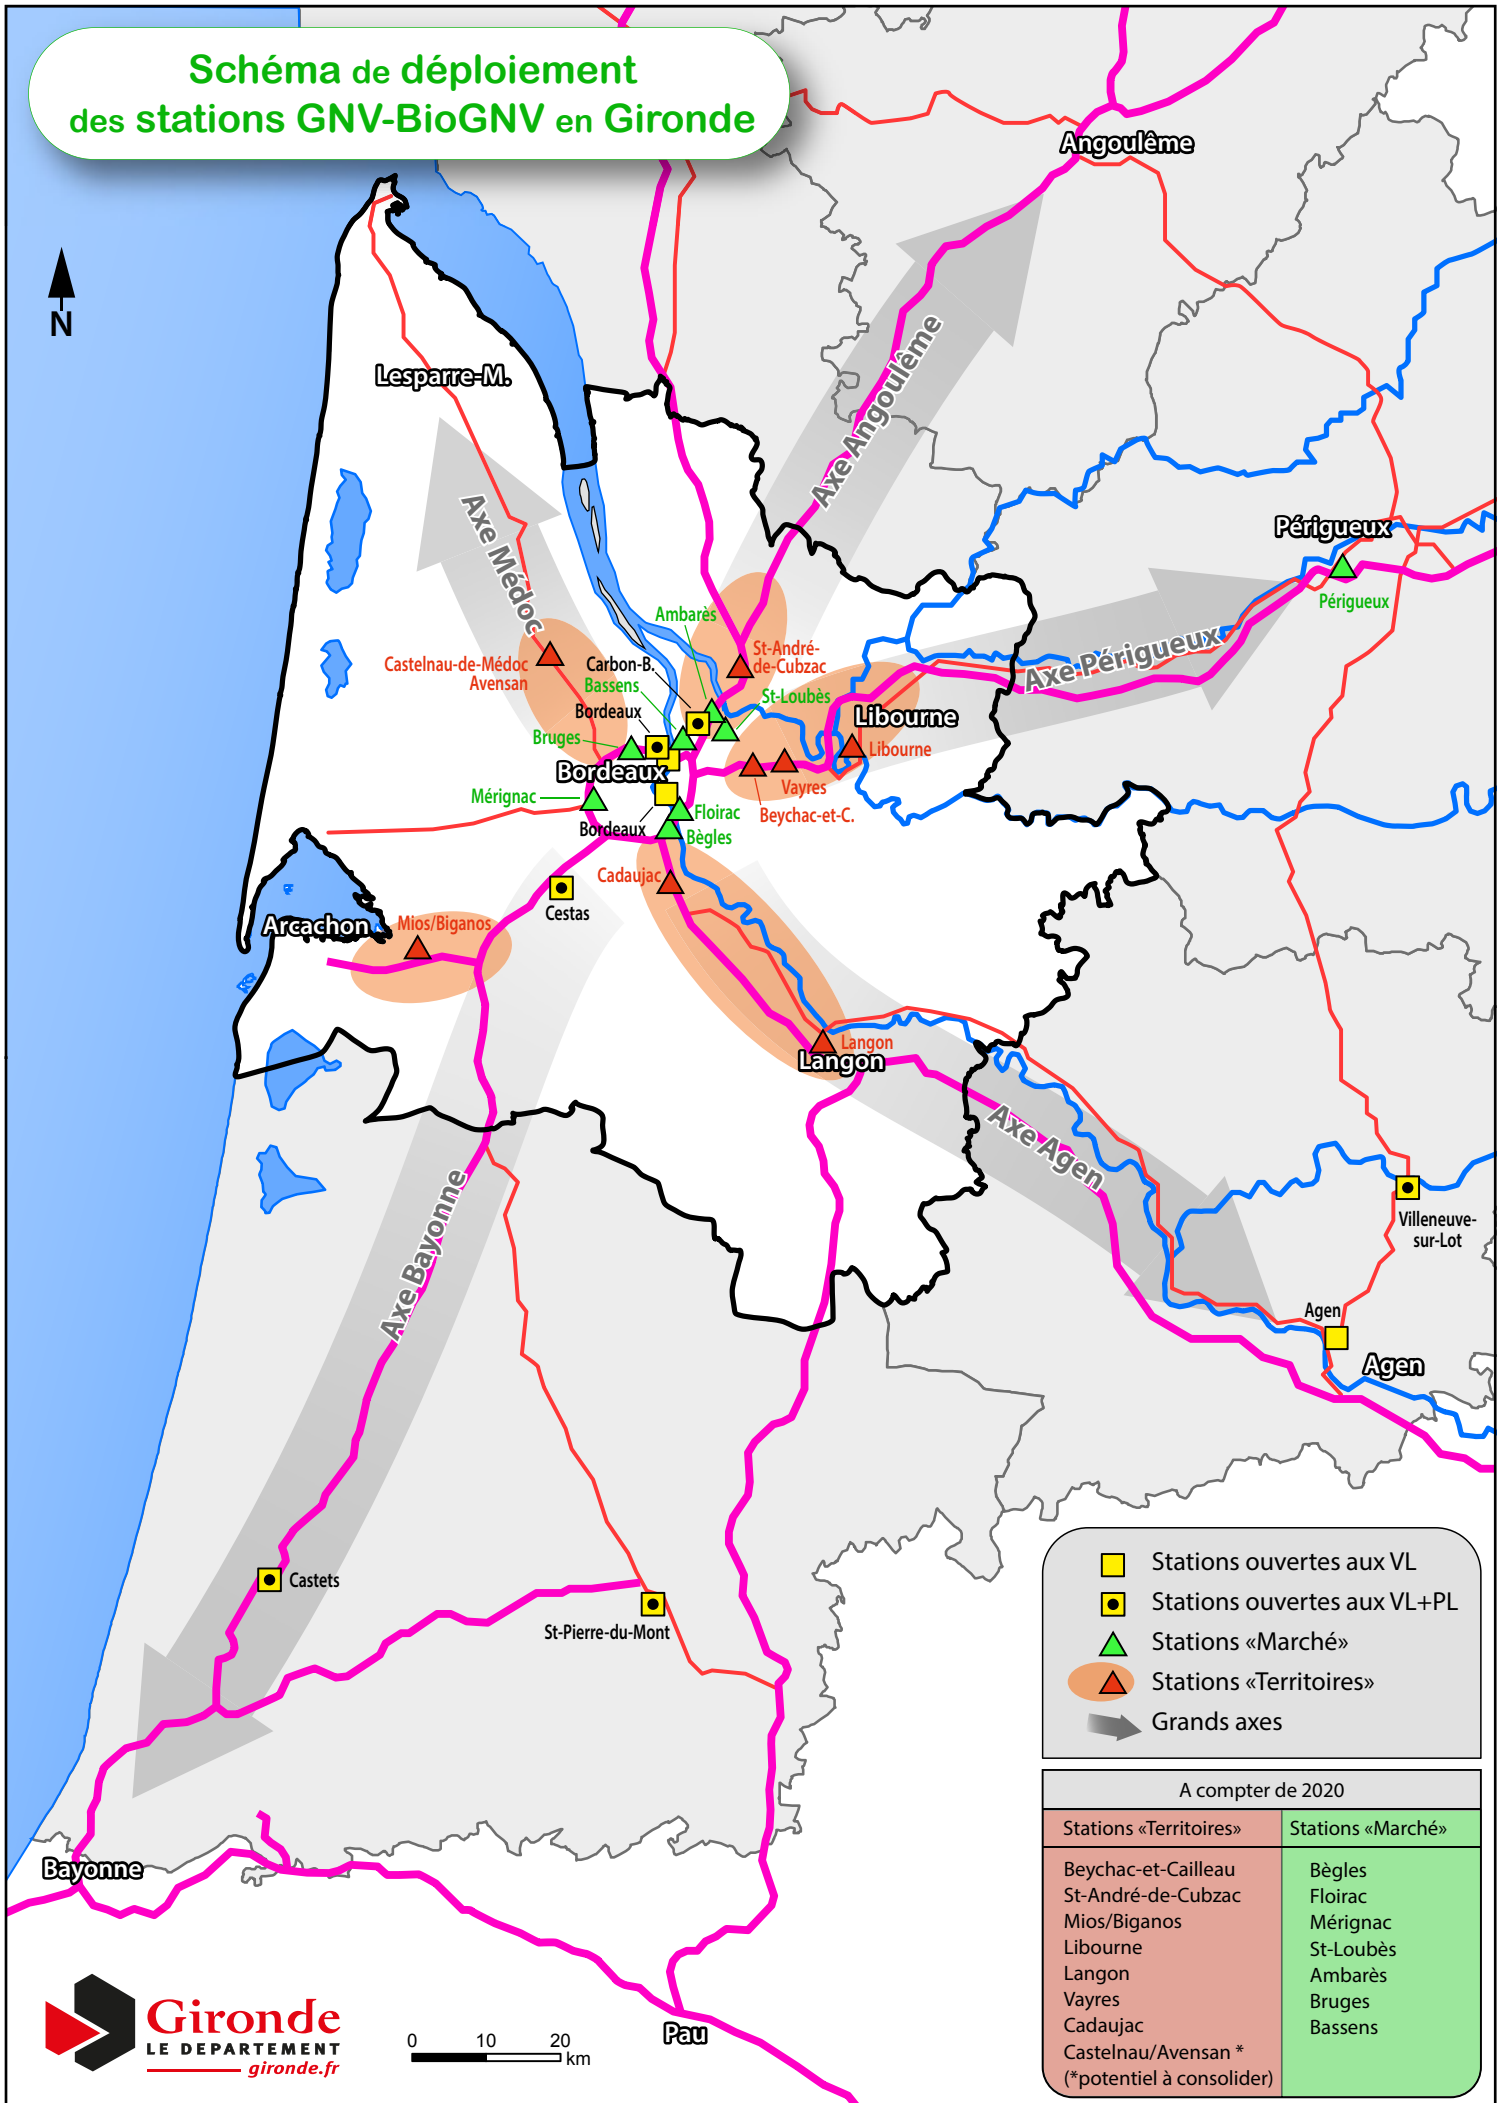 Schéma de déploiement
des stations GNV-BioGNV en Gironde
Angoulême
N
Lesparre-M.
Axe Angoulême
Axe Médoc
Périgueux
Périgueux
Ambarès
St-André-
de-Cubzac
Castelnau-de-Médoc
Avensan
Carbon-B.
Bassens
St-Loubès
Axe Périgueux
Bordeaux
Libourne
Bruges
Libourne
Bordeaux
Vayres
Mérignac
Beychac-et-C.
Floirac
Bordeaux
Bègles
Cadaujac
Cestas
Arcachon
Mios/Biganos
Langon
Langon
Axe Agen
Axe Bayonne
Villeneuve-
sur-Lot
Agen
Agen
Castets
St-Pierre-du-Mont
Stations ouvertes aux VL
Stations ouvertes aux VL+PL
Stations «Marché»
Stations «Territoires»
Grands axes
A compter de 2020
Stations «Territoires»
Stations «Marché»
Beychac-et-Cailleau
St-André-de-Cubzac
Mios/Biganos
Libourne
Langon
Vayres
Cadaujac
Castelnau/Avensan *
(*potentiel à consolider)
Bègles
Floirac
Mérignac
St-Loubès
Ambarès
Bruges
Bassens
Bayonne
Pau
Gironde
LE DEPARTEMENT
gironde.fr
0 10 20
km